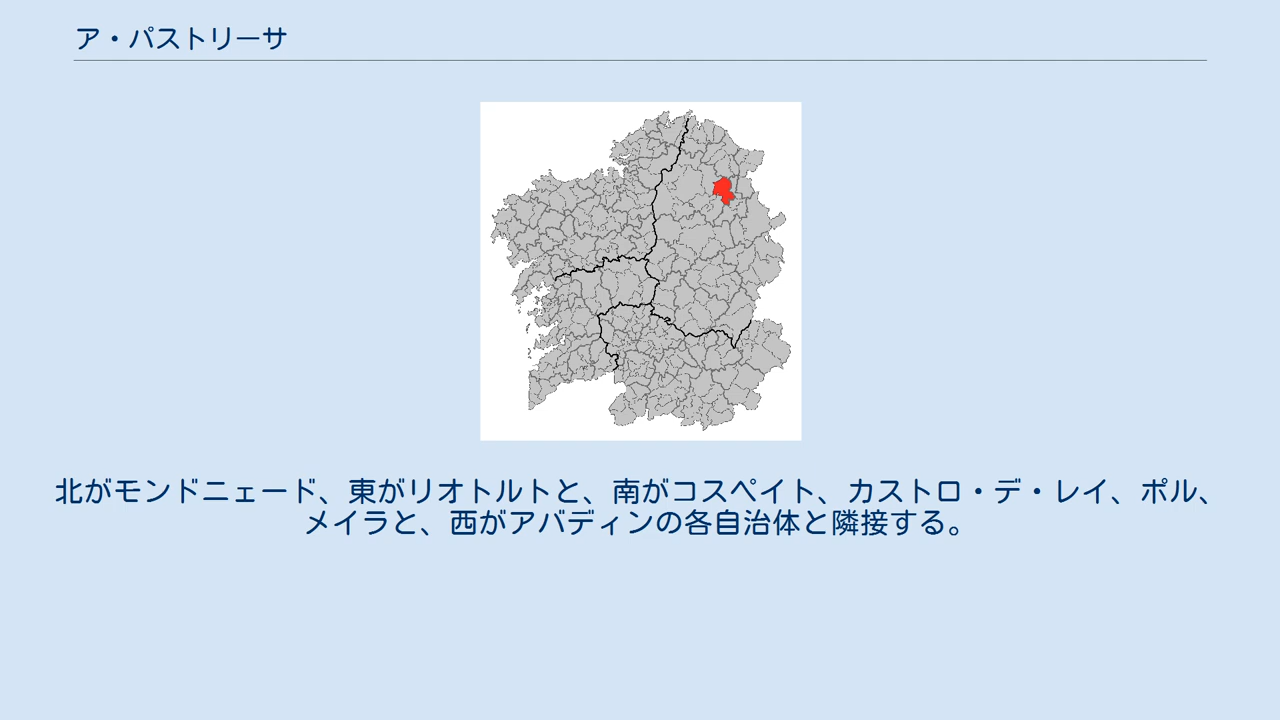 ア・パストリーサ
北がモンドニェード、東がリオトルトと、南がコスペイト、カストロ・デ・レイ、ポル、
メイラと、西がアバディンの各自治体と隣接する。